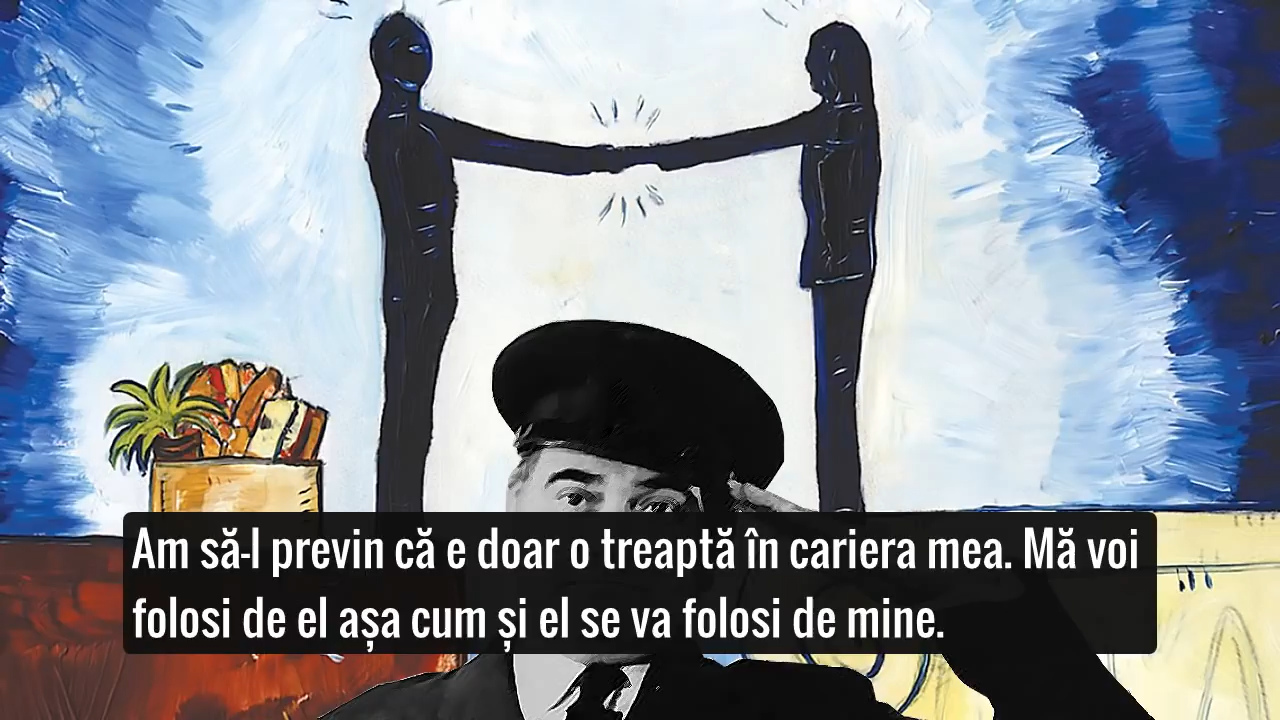 Am să-l previn că e doar o treaptă în cariera mea. Mă voi
folosi de el așa cum și el se va folosi de mine.